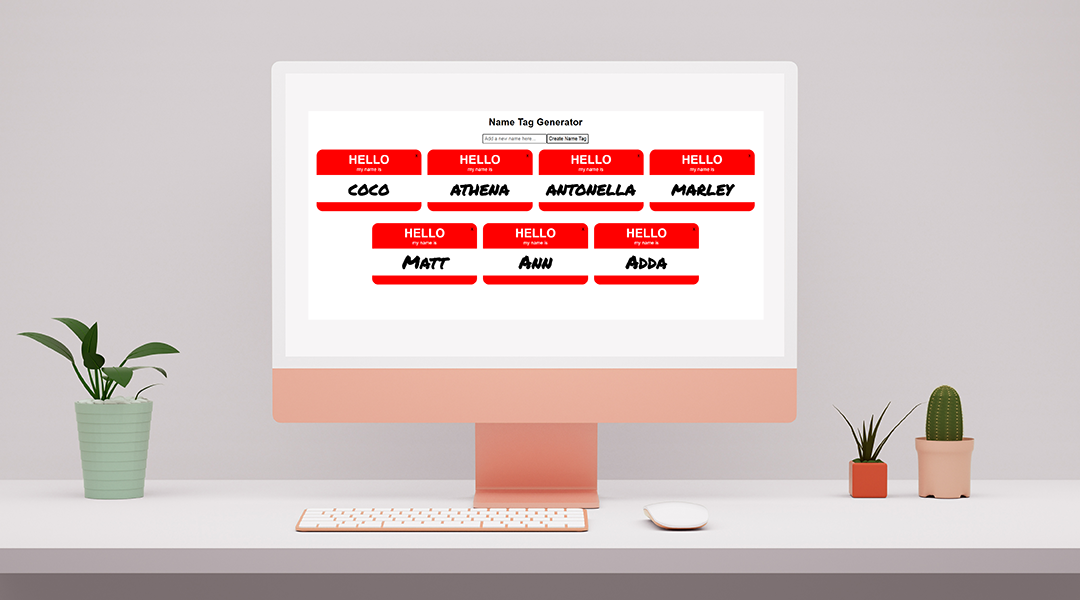 Name Tag Generator
Add a new name here... Create Name Tag
HELLO HELLO HELLO HELLO
my name is my name is my name is my name is
COCO ATHENA ANTONELLA MARLEY
HELLO HELLO HELLO
my name is my name is my name is
MATT ANN ADDA